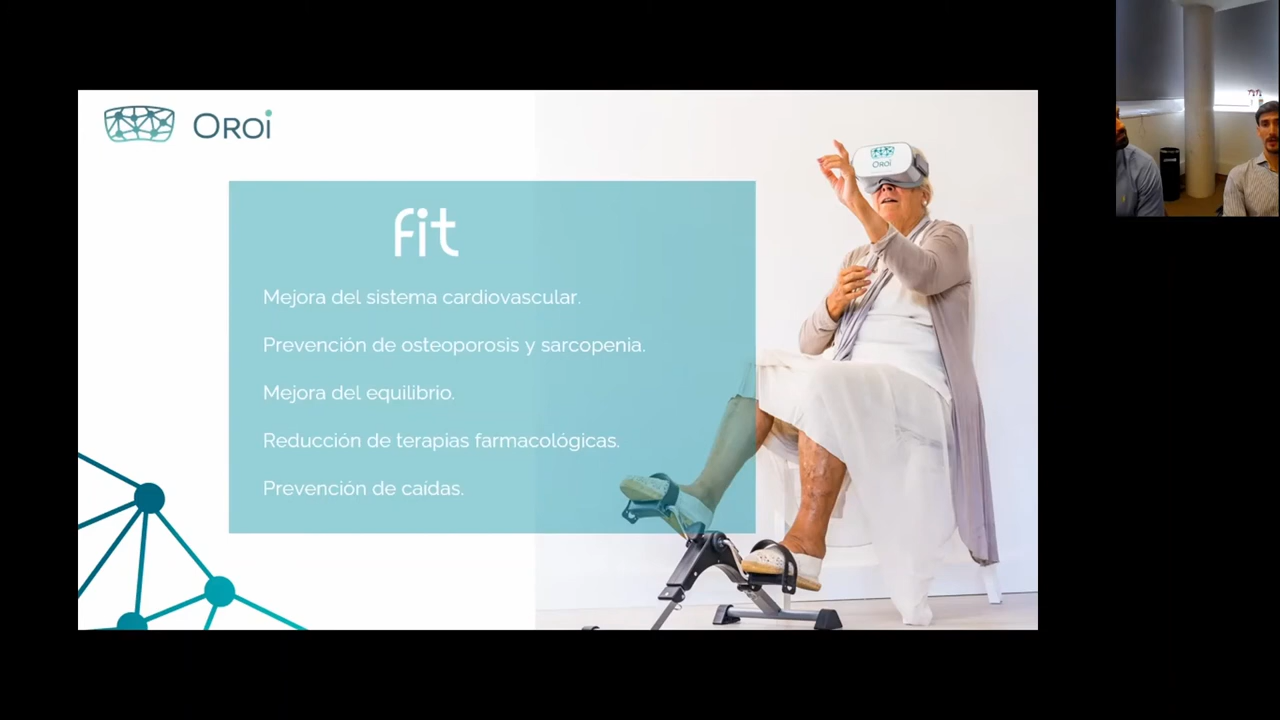 Oroi
Oroi
fit
Mejora del sistema cardiovascular.
Prevención de osteoporosis y sarcopenia.
Mejora del equilibrio.
Reducción de terapias farmacológicas.
Prevención de caídas.